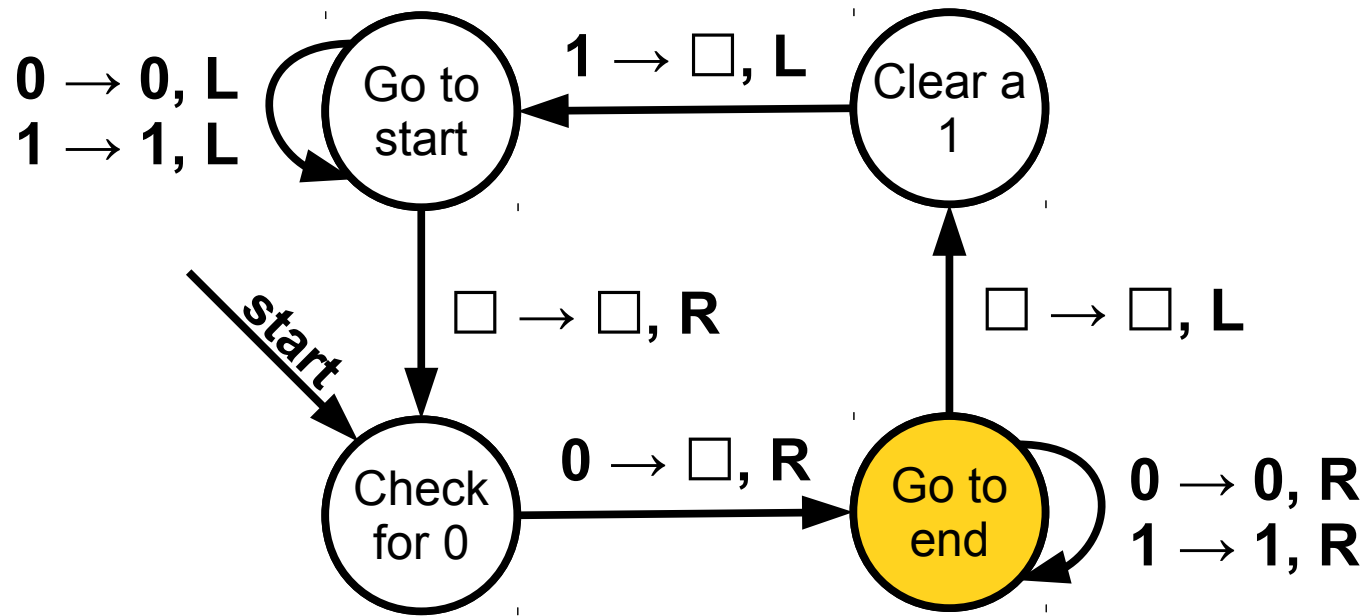 0 → 0, L
1 → 1, L
Go to
start
1 → □, L
Clear a
1
start
□ → □, R
□ → □, L
Check
for 0
0 → □, R
Go to
end
0 → 0, R
1 → 1, R